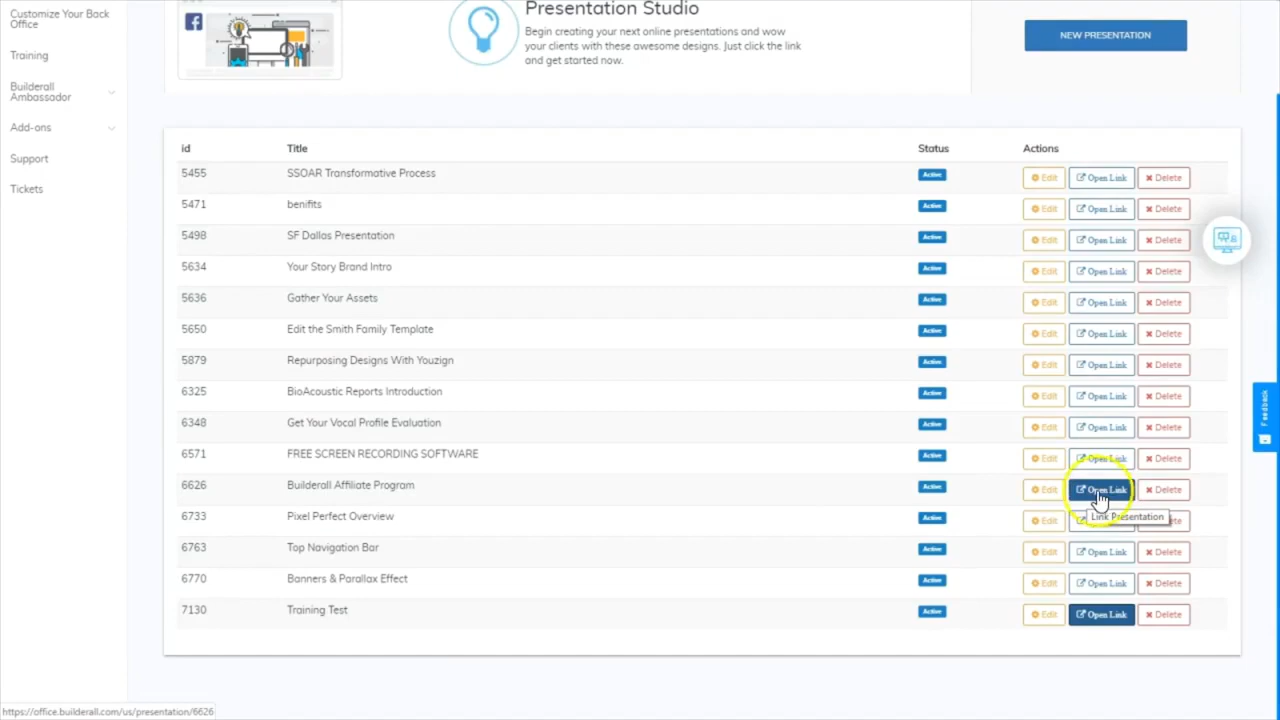 Customize Your Back
Office
Training
Builderall
Ambassador
Add-ons
Support
Tickets
Presentation Studio
Begin creating your next online presentations and wow
your clients with these awesome designs. Just click the link
and get started now.
NEW PRESENTATION
id Title Status Actions
5455 SSOAR Transformative Process Active Edit Open Link Delete
5471 benifits Active Edit Open Link Delete
5498 SF Dallas Presentation Active Edit Open Link Delete
5634 Your Story Brand Intro Active Edit Open Link Delete
5636 Gather Your Assets Active Edit Open Link Delete
5650 Edit the Smith Family Template Active Edit Open Link Delete
5879 Repurposing Designs With Youzign Active Edit Open Link Delete
6325 BioAcoustic Reports Introduction Active Edit Open Link Delete
6348 Get Your Vocal Profile Evaluation Active Edit Open Link Delete
6571 FREE SCREEN RECORDING SOFTWARE Active Edit Open Link Delete
6626 Builderall Affiliate Program Active Edit Open Link Delete
6733 Pixel Perfect Overview Active Edit
Link Presentation
6763 Top Navigation Bar Active Edit Open Link Delete
6770 Banners & Parallax Effect Active Edit Open Link Delete
7130 Training Test Active Edit Open Link Delete
Feedback
https://office.builderall.com/us/presentation/6626